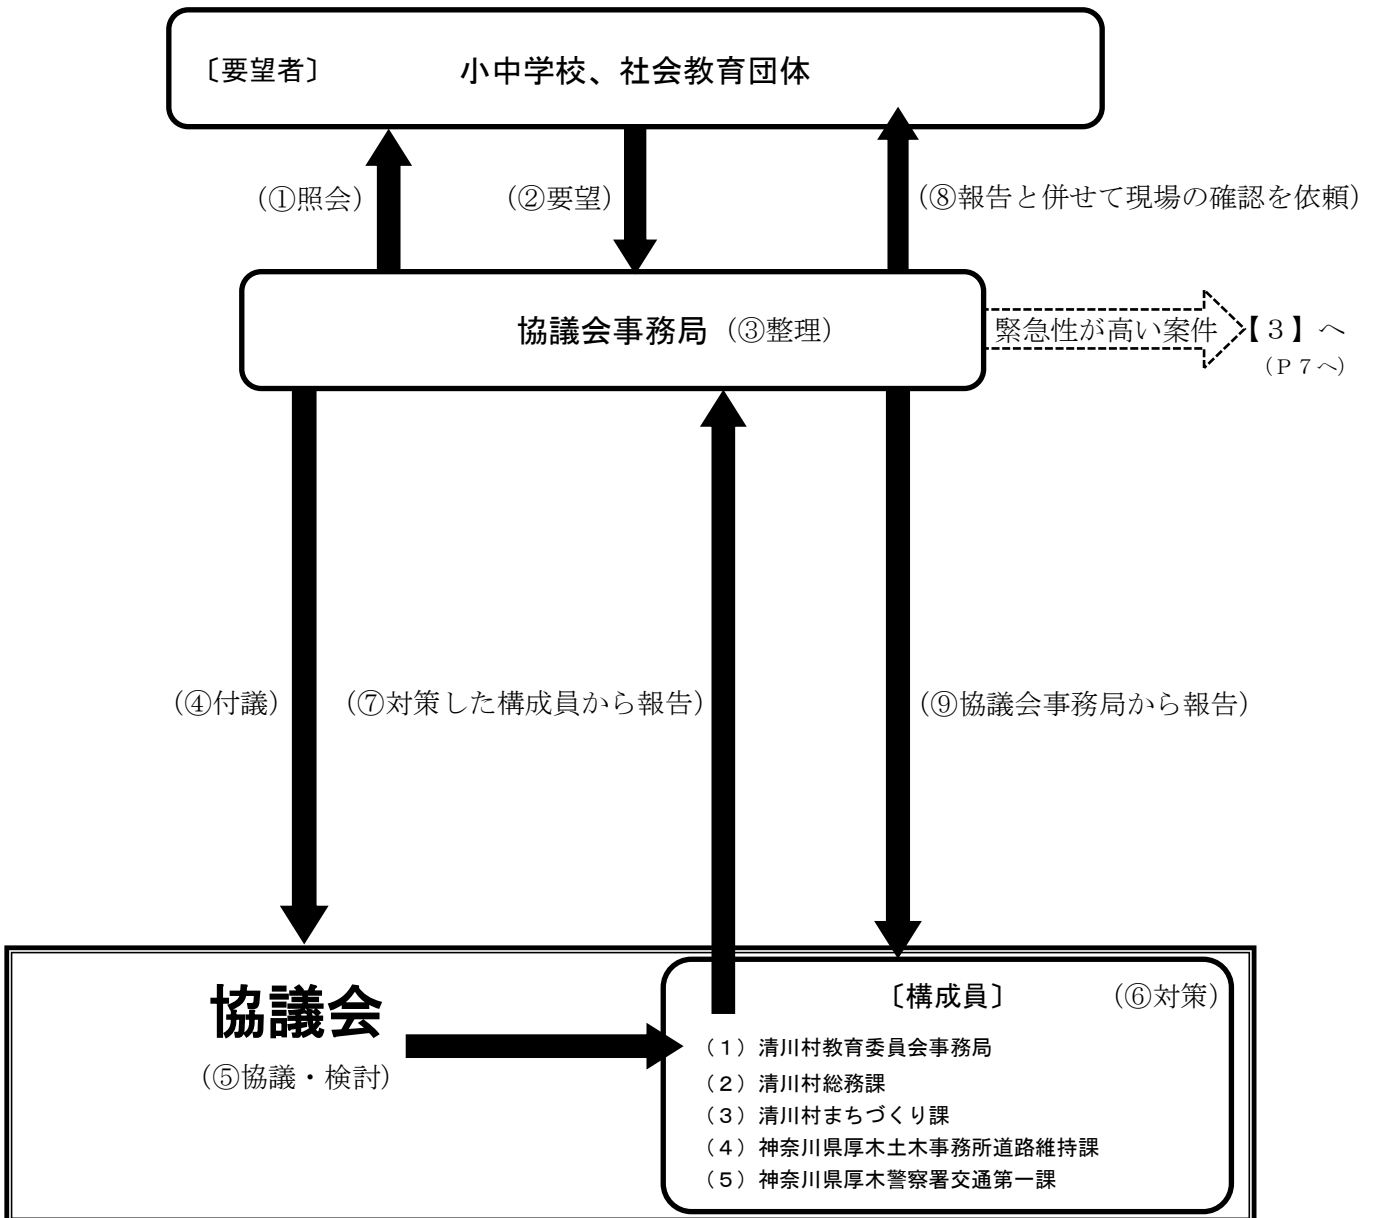 〔要望者〕 小中学校、社会教育団体
(①照会)
(②要望)
(⑧報告と併せて現場の確認を依頼)
協議会事務局 (③整理)
緊急性が高い案件
【３】へ
(Ｐ７へ)
(④付議)
(⑦対策した構成員から報告)
(⑨協議会事務局から報告)
協議会
(⑤協議・検討)
〔構成員〕 (⑥対策)
（１）清川村教育委員会事務局
（２）清川村総務課
（３）清川村まちづくり課
（４）神奈川県厚木土木事務所道路維持課
（５）神奈川県厚木警察署交通第一課